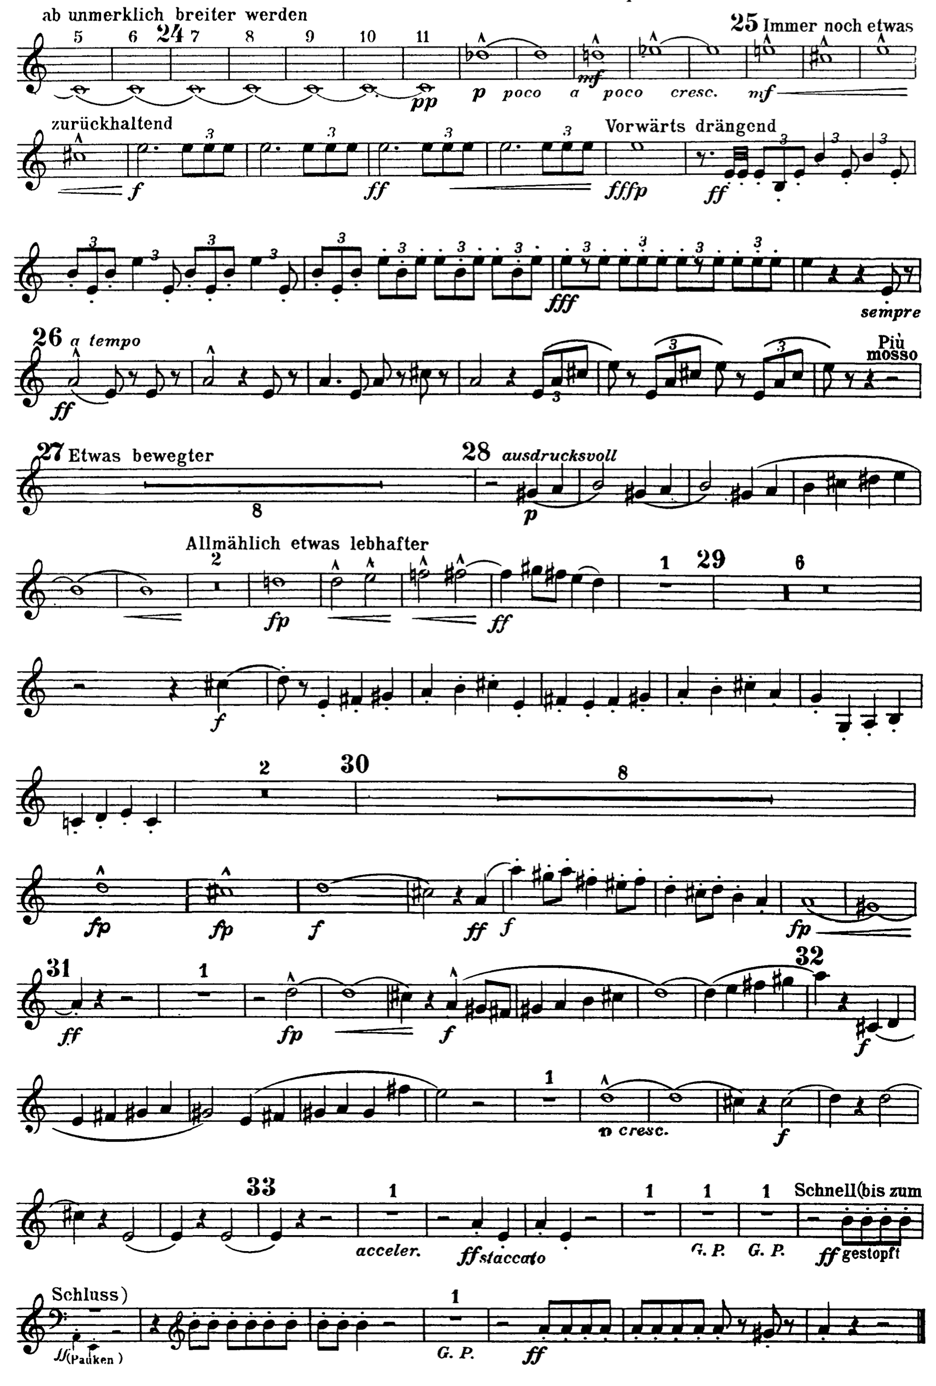 ab unmerklich breiter werden
5 6 24 7 8 9 10 11 25 Immer noch etwas
pp p poco a mf poco cresc. mf
zurückhaltend 3 3 3 3 Vorwärts drängend 3 3 3
f ff fffp ff
3 3 3 3 3 3 3 3 3 3 3
fff sempre
26 a tempo 3 3 3 Più mosso
ff
27 Etwas bewegter 28 ausdrucksvoll
8 p
Allmählich etwas lebhafter
2 1 29 6
fp ff
f
2 30 8
fp fp f ff f fp
31 1 32
ff fp f f
1
cresc. f
33 1 1 1 1 Schnell (bis zum
acceler. ff staccato G. P. G. P. ff gestopft
Schluss) 1
ff (Pauken) G. P. ff